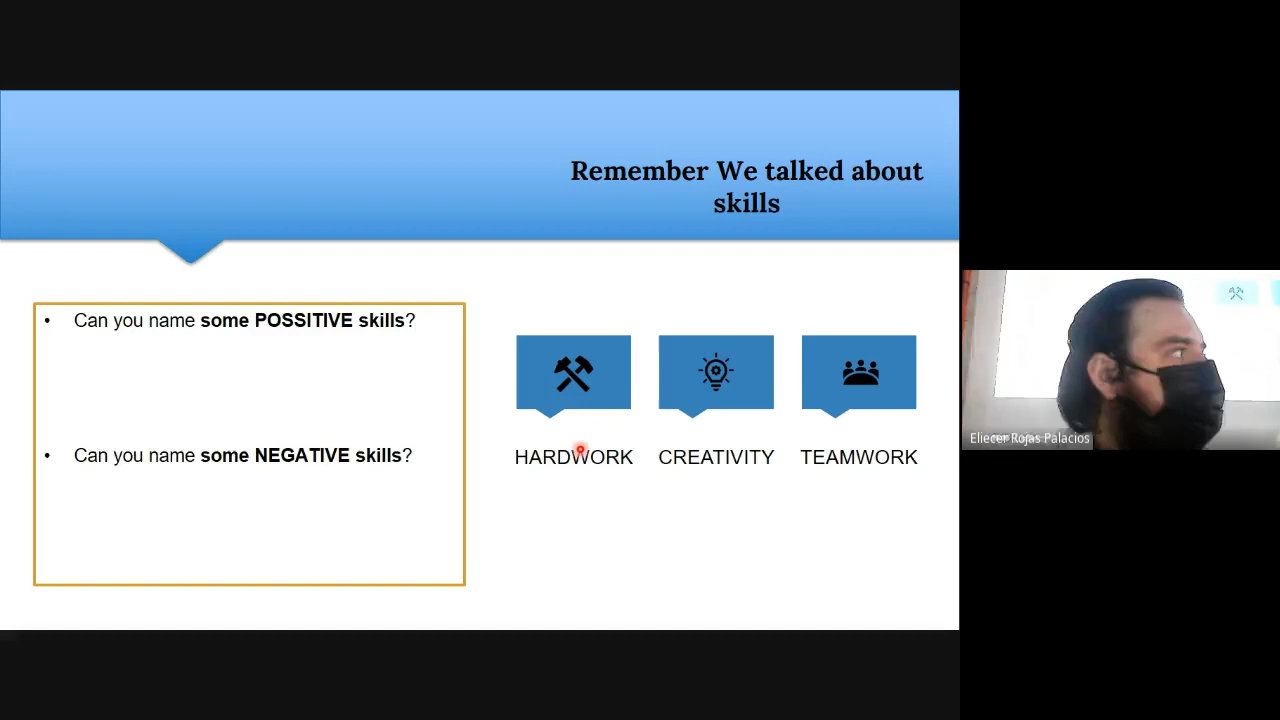 Remember We talked about
skills
• Can you name some POSSITIVE skills?
• Can you name some NEGATIVE skills?
HARDWORK CREATIVITY TEAMWORK
Eliecer Rojas Palacios